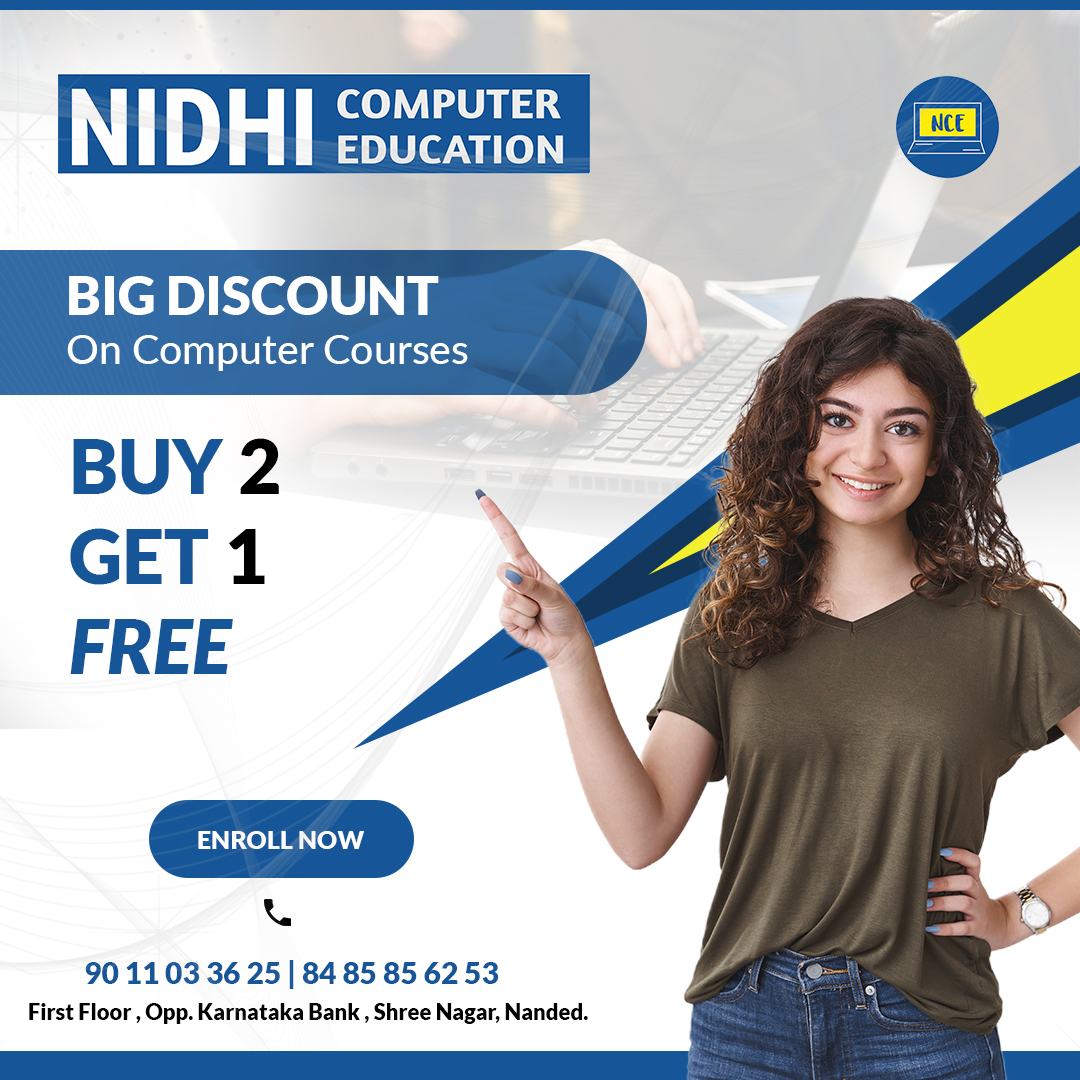 NIDHI COMPUTER
EDUCATION
NCE
BIG DISCOUNT
On Computer Courses
BUY 2
GET 1
FREE
ENROLL NOW
90 11 03 36 25 | 84 85 85 62 53
First Floor , Opp. Karnataka Bank , Shree Nagar, Nanded.